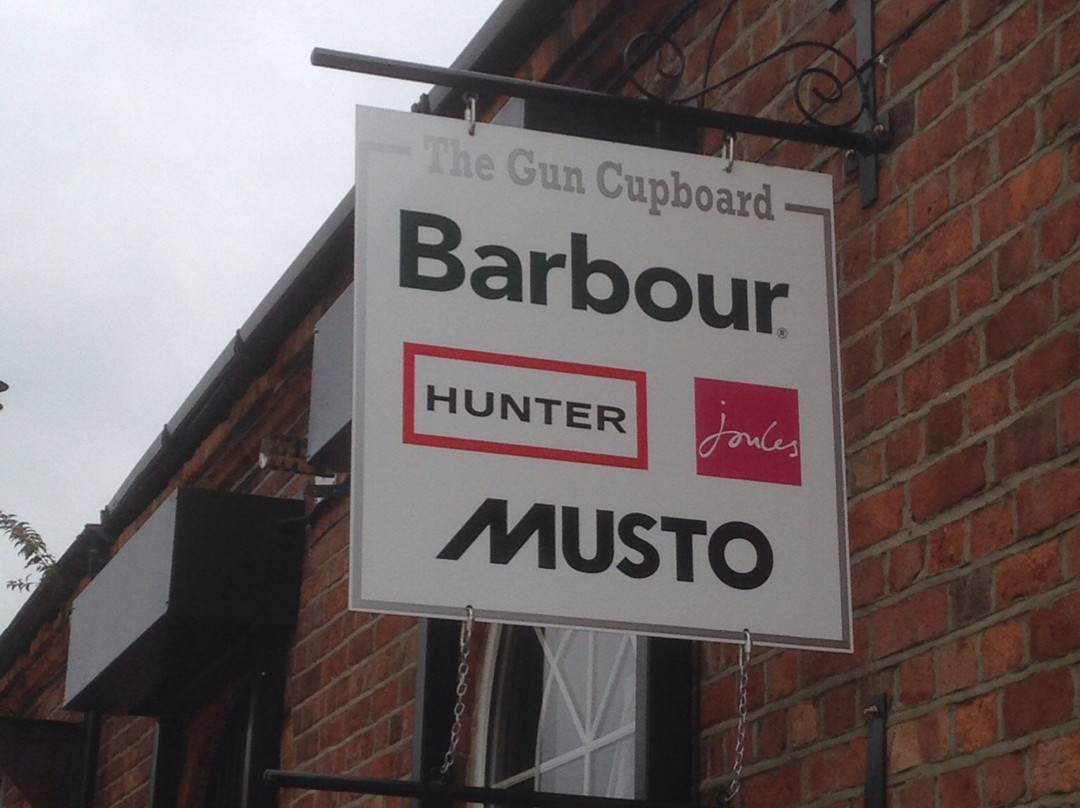 The Gun Cupboard
Barbour®
HUNTER
joules
MUSTO